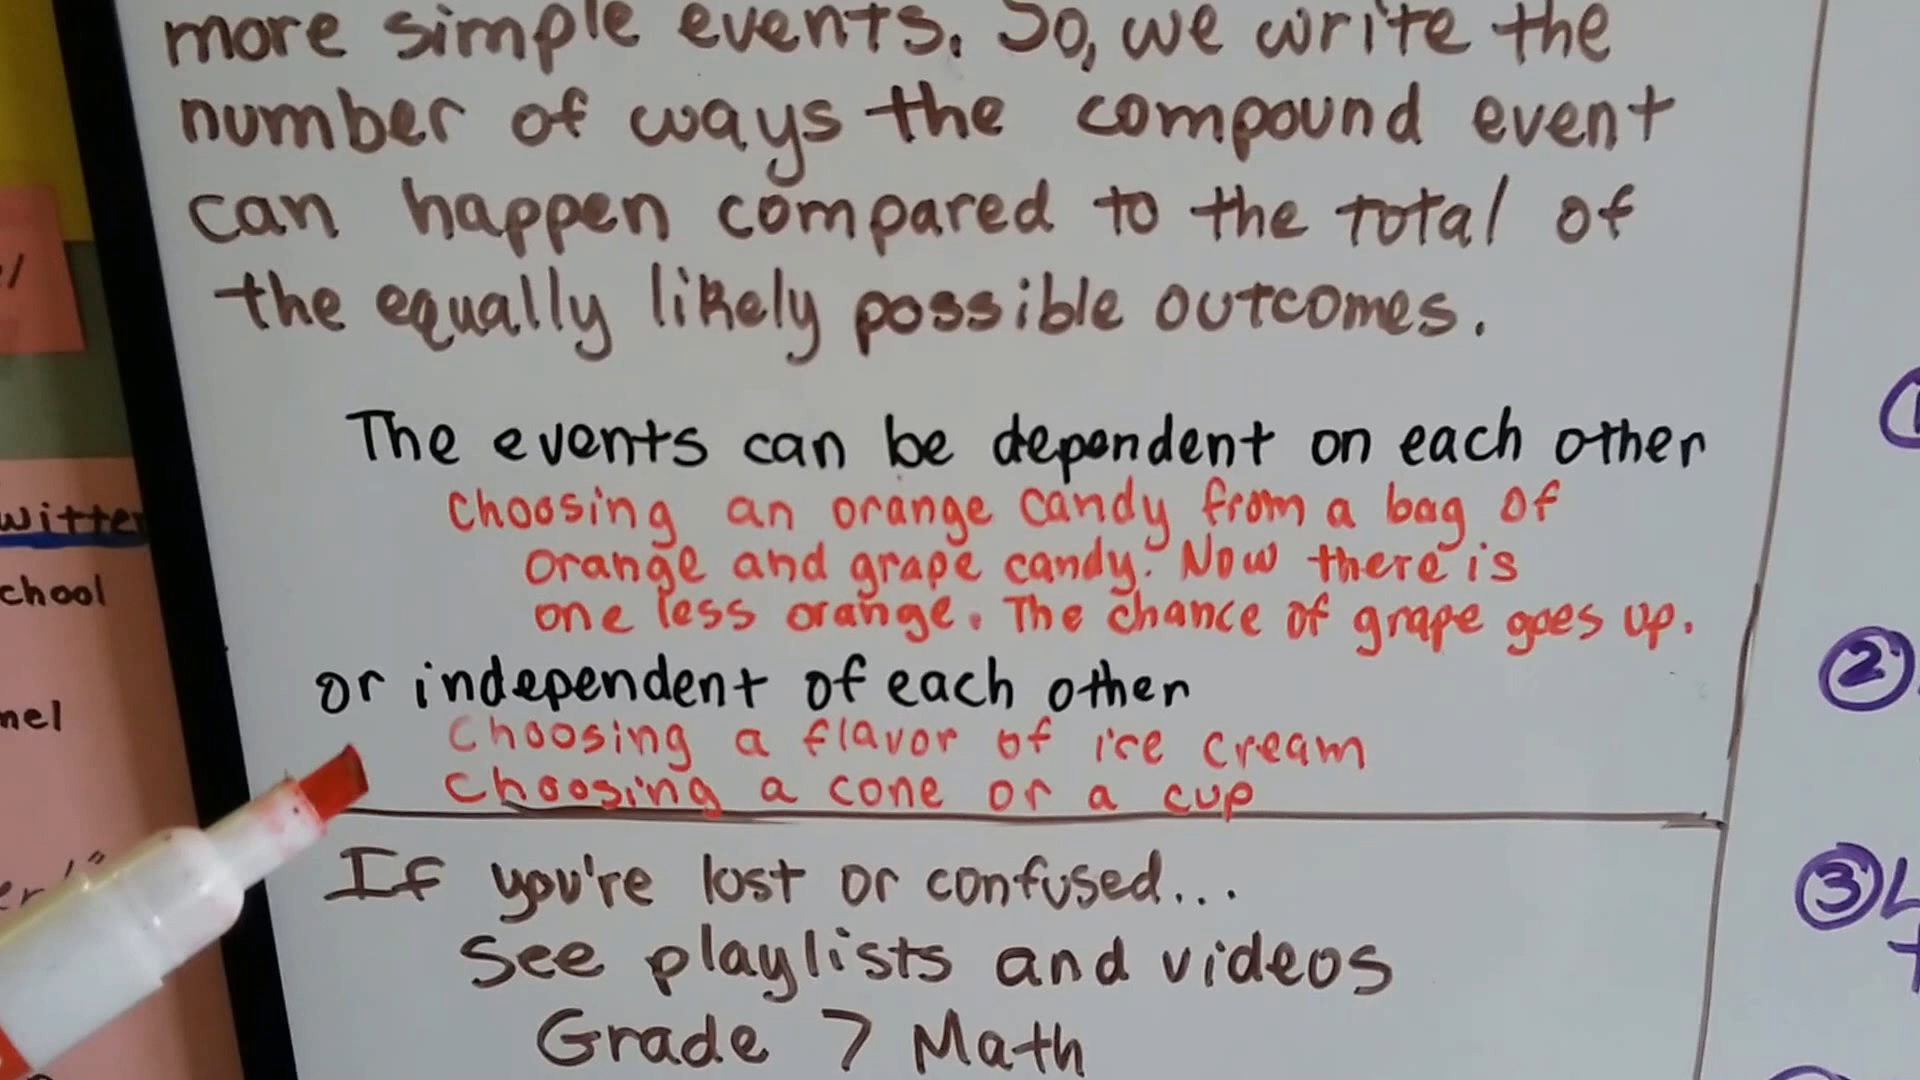 more simple events. So, we write the
number of ways the compound event
can happen compared to the total of
the equally likely possible outcomes.
The events can be dependent on each other
Choosing an orange candy from a bag of
orange and grape candy. Now there is
one less orange. The chance of grape goes up.
or independent of each other
Choosing a flavor of ice cream
Choosing a cone or a cup
If you're lost or confused...
See playlists and videos
Grade 7 Math
witter
chool
nel
2
3